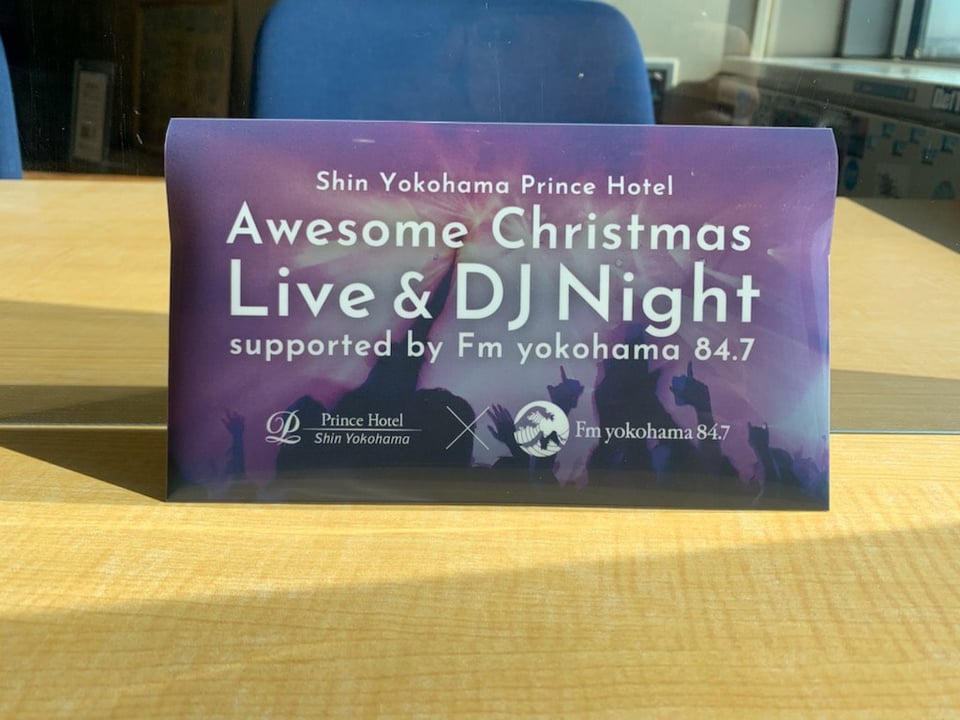 Shin Yokohama Prince Hotel
Awesome Christmas
Live & DJ Night
supported by Fm yokohama 84.7
Prince Hotel
Shin Yokohama
Fm yokohama 84.7